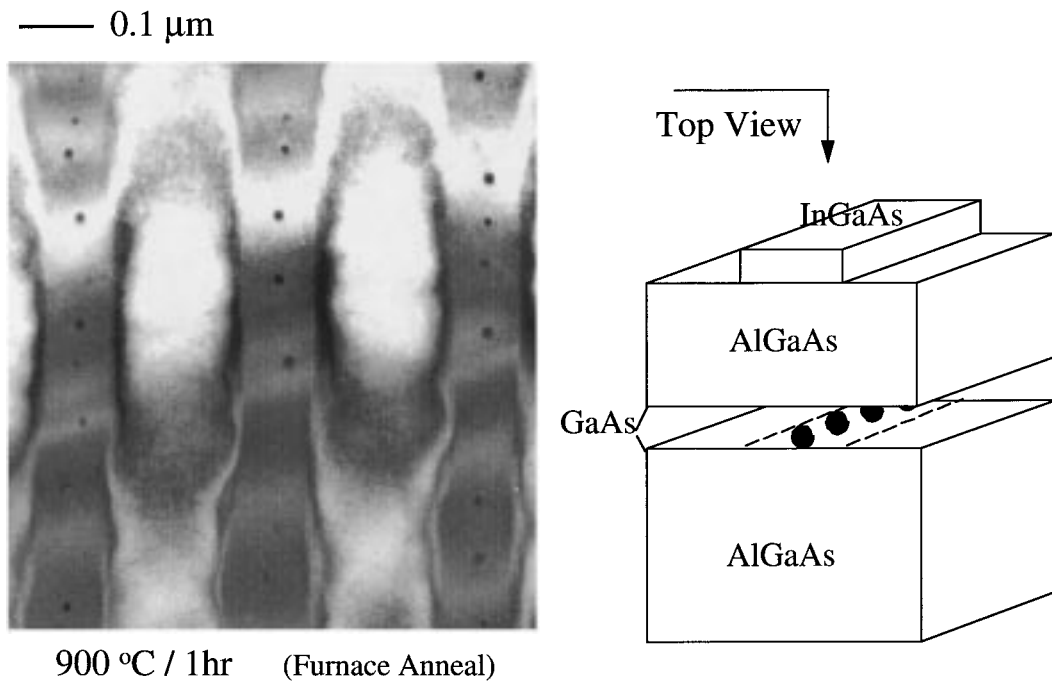 0.1 μm
Top View
InGaAs
AlGaAs
GaAs
AlGaAs
900 °C / 1hr (Furnace Anneal)